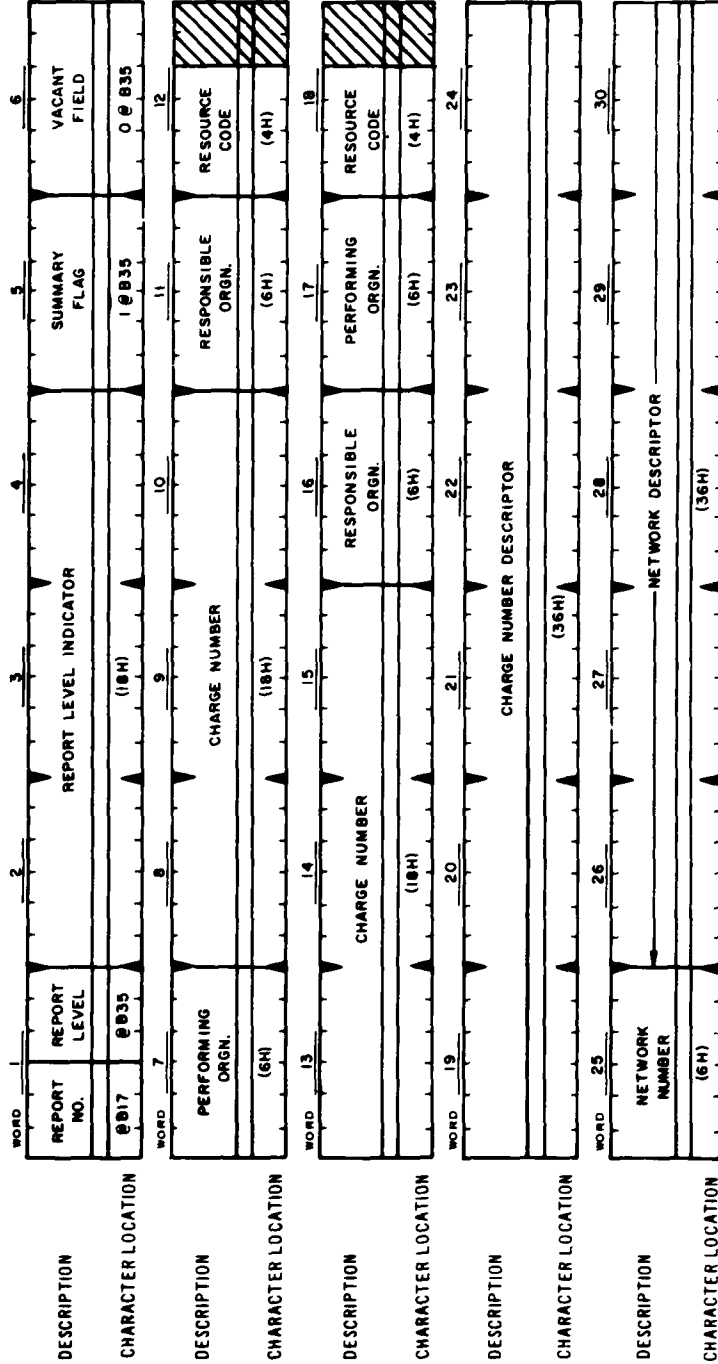 WORD 1 2 3 4 5 6
DESCRIPTION REPORT NO. REPORT LEVEL REPORT LEVEL INDICATOR SUMMARY FLAG VACANT FIELD
CHARACTER LOCATION @B17 @B35 (18H) 1@B35 0@B35
WORD 7 8 9 10 11 12
DESCRIPTION PERFORMING ORGN. CHARGE NUMBER RESPONSIBLE ORGN. RESOURCE CODE
CHARACTER LOCATION (6H) (18H) (6H) (4H)
WORD 13 14 15 16 17 18
DESCRIPTION CHARGE NUMBER RESPONSIBLE ORGN. PERFORMING ORGN. RESOURCE CODE
CHARACTER LOCATION (18H) (6H) (6H) (4H)
WORD 19 20 21 22 23 24
DESCRIPTION CHARGE NUMBER DESCRIPTOR
CHARACTER LOCATION (36H)
WORD 25 26 27 28 29 30
DESCRIPTION NETWORK NUMBER NETWORK DESCRIPTOR
CHARACTER LOCATION (6H) (36H)